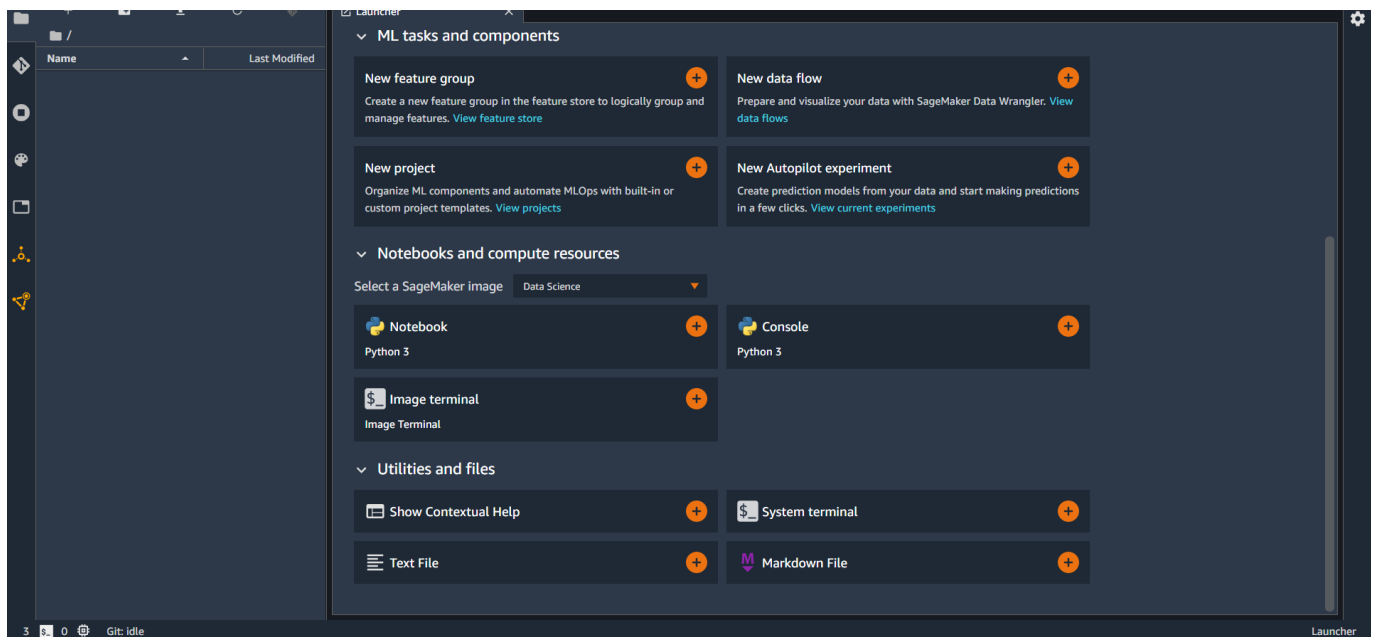 Launcher
/
Name
Last Modified
ML tasks and components
New feature group
Create a new feature group in the feature store to logically group and
manage features. View feature store
New data flow
Prepare and visualize your data with SageMaker Data Wrangler. View
data flows
New project
Organize ML components and automate MLOps with built-in or
custom project templates. View projects
New Autopilot experiment
Create prediction models from your data and start making predictions
in a few clicks. View current experiments
Notebooks and compute resources
Select a SageMaker image
Data Science
Notebook
Python 3
Console
Python 3
$_ Image terminal
Image Terminal
Utilities and files
Show Contextual Help
$_ System terminal
Text File
M Markdown File
3 $_ 0 Git: idle
Launcher